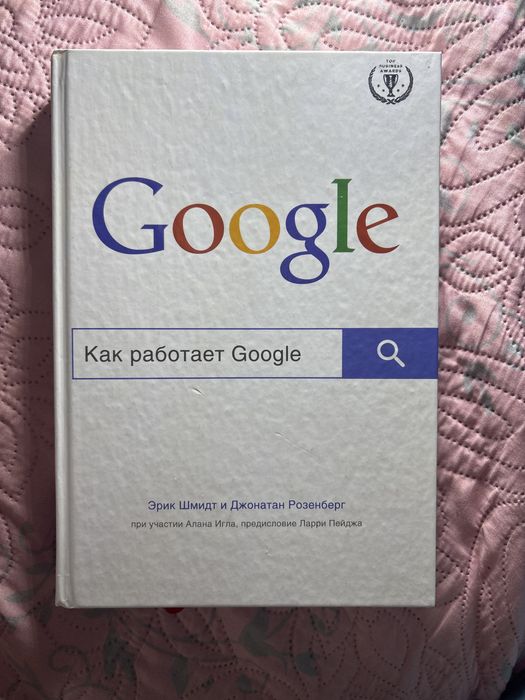 TOP
BUSINESS
AWARDS
Google
Как работает Google
Эрик Шмидт и Джонатан Розенберг
при участии Алана Игла, предисловие Ларри Пейджа